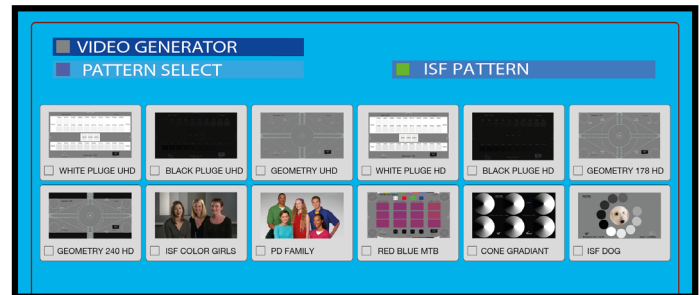 VIDEO GENERATOR
PATTERN SELECT
ISF PATTERN
WHITE PLUGE UHD
BLACK PLUGE UHD
GEOMETRY UHD
WHITE PLUGE HD
BLACK PLUGE HD
GEOMETRY 178 HD
GEOMETRY 240 HD
ISF COLOR GIRLS
PD FAMILY
RED BLUE MTB
CONE GRADIANT
ISF DOG